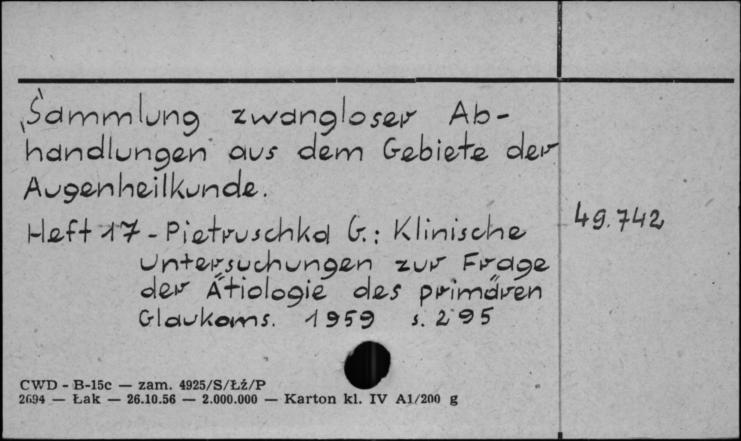 Sammlung zwangloser Ab-
handlungen aus dem Gebiete der
Augenheilkunde.
Heft 17 - Pietruschka G.: Klinische
Untersuchungen zur Frage
der Ätiologie des primären
Glaukoms. 1959 s. 295
49.742
CWD - B-15c — zam. 4925/S/Łż/P
2694 — Łak — 26.10.56 — 2.000.000 — Karton kl. IV A1/200 g